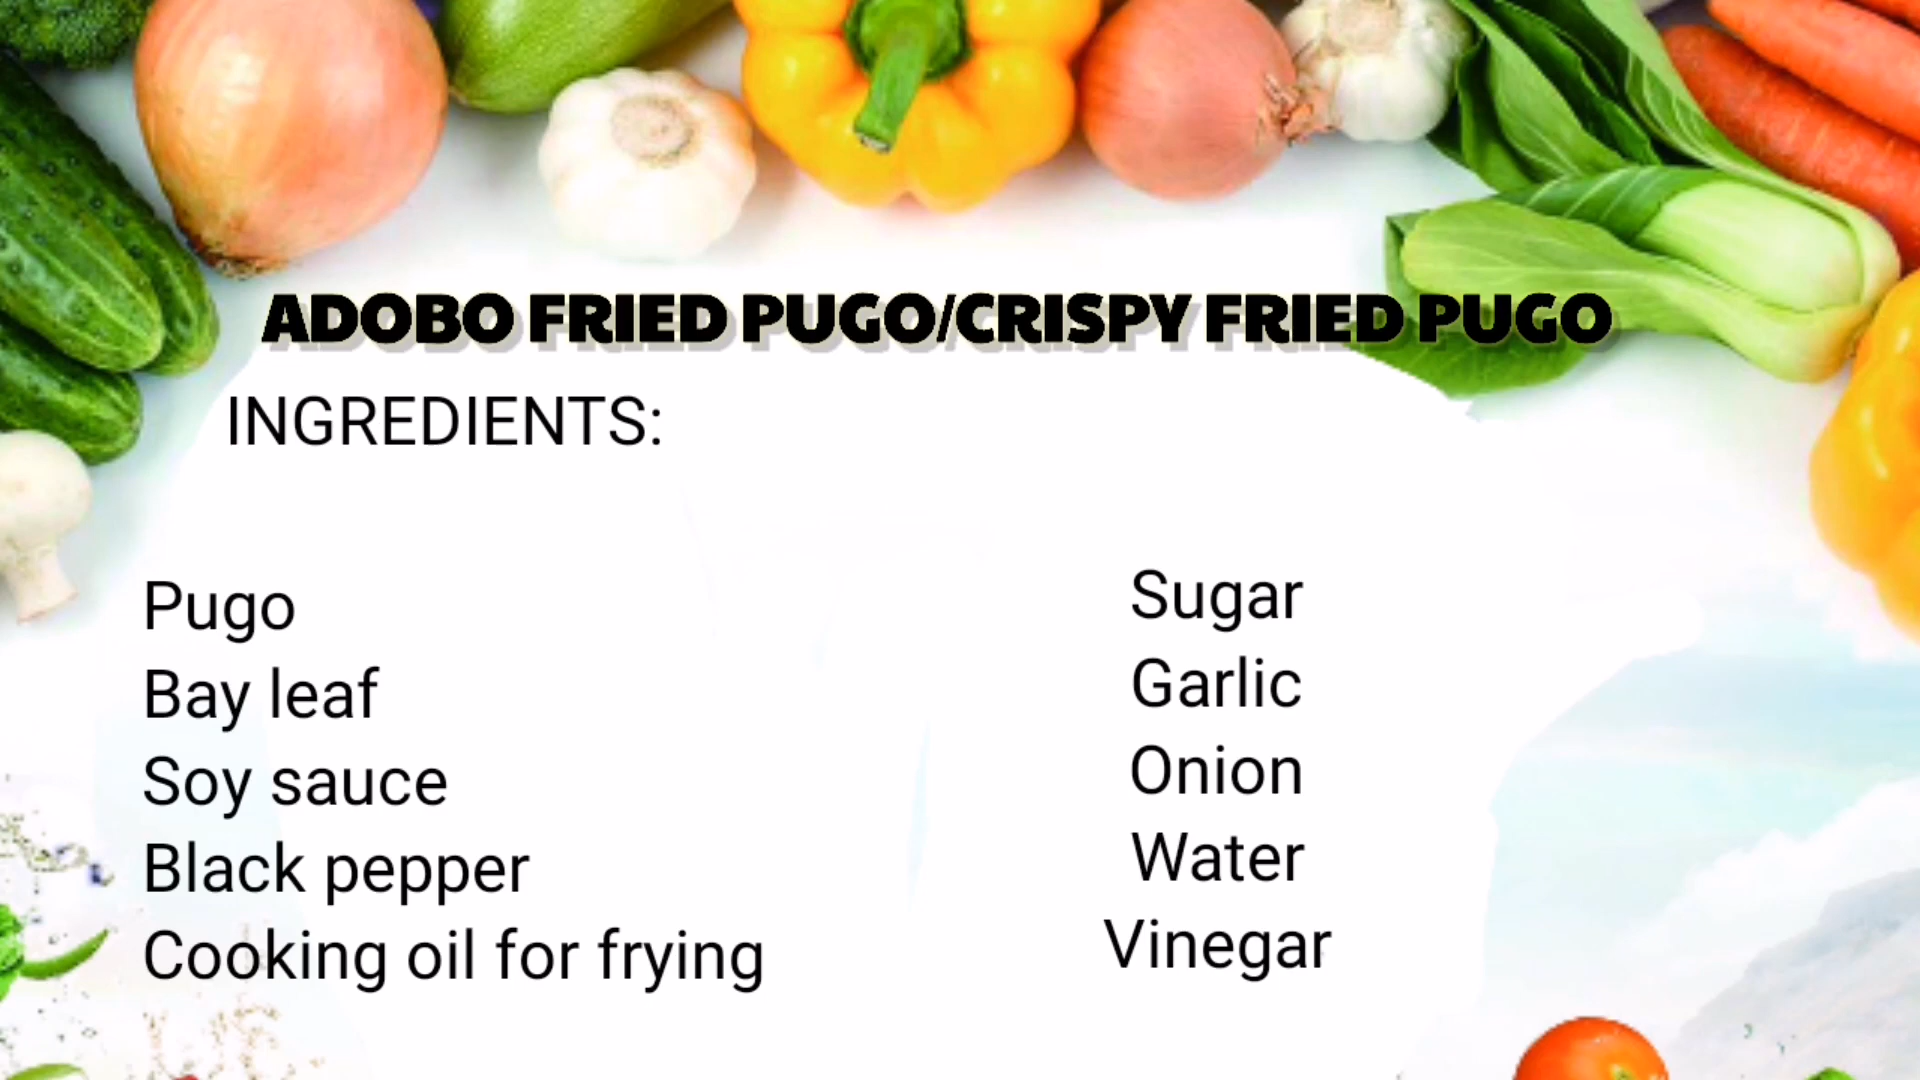 ADOBO FRIED PUGO/CRISPY FRIED PUGO
INGREDIENTS:
Pugo
Bay leaf
Soy sauce
Black pepper
Cooking oil for frying
Sugar
Garlic
Onion
Water
Vinegar